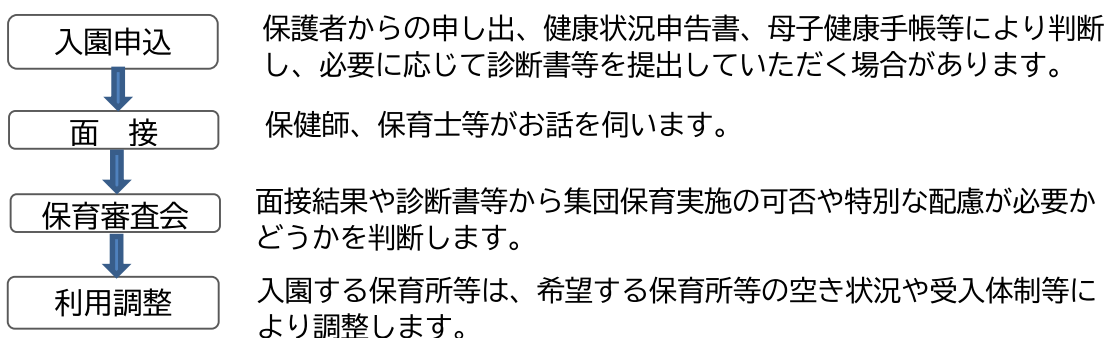 入園申込
保護者からの申し出、健康状況申告書、母子健康手帳等により判断
し、必要に応じて診断書等を提出していただく場合があります。
面　接
保健師、保育士等がお話を伺います。
保育審査会
面接結果や診断書等から集団保育実施の可否や特別な配慮が必要か
どうかを判断します。
利用調整
入園する保育所等は、希望する保育所等の空き状況や受入体制等に
より調整します。